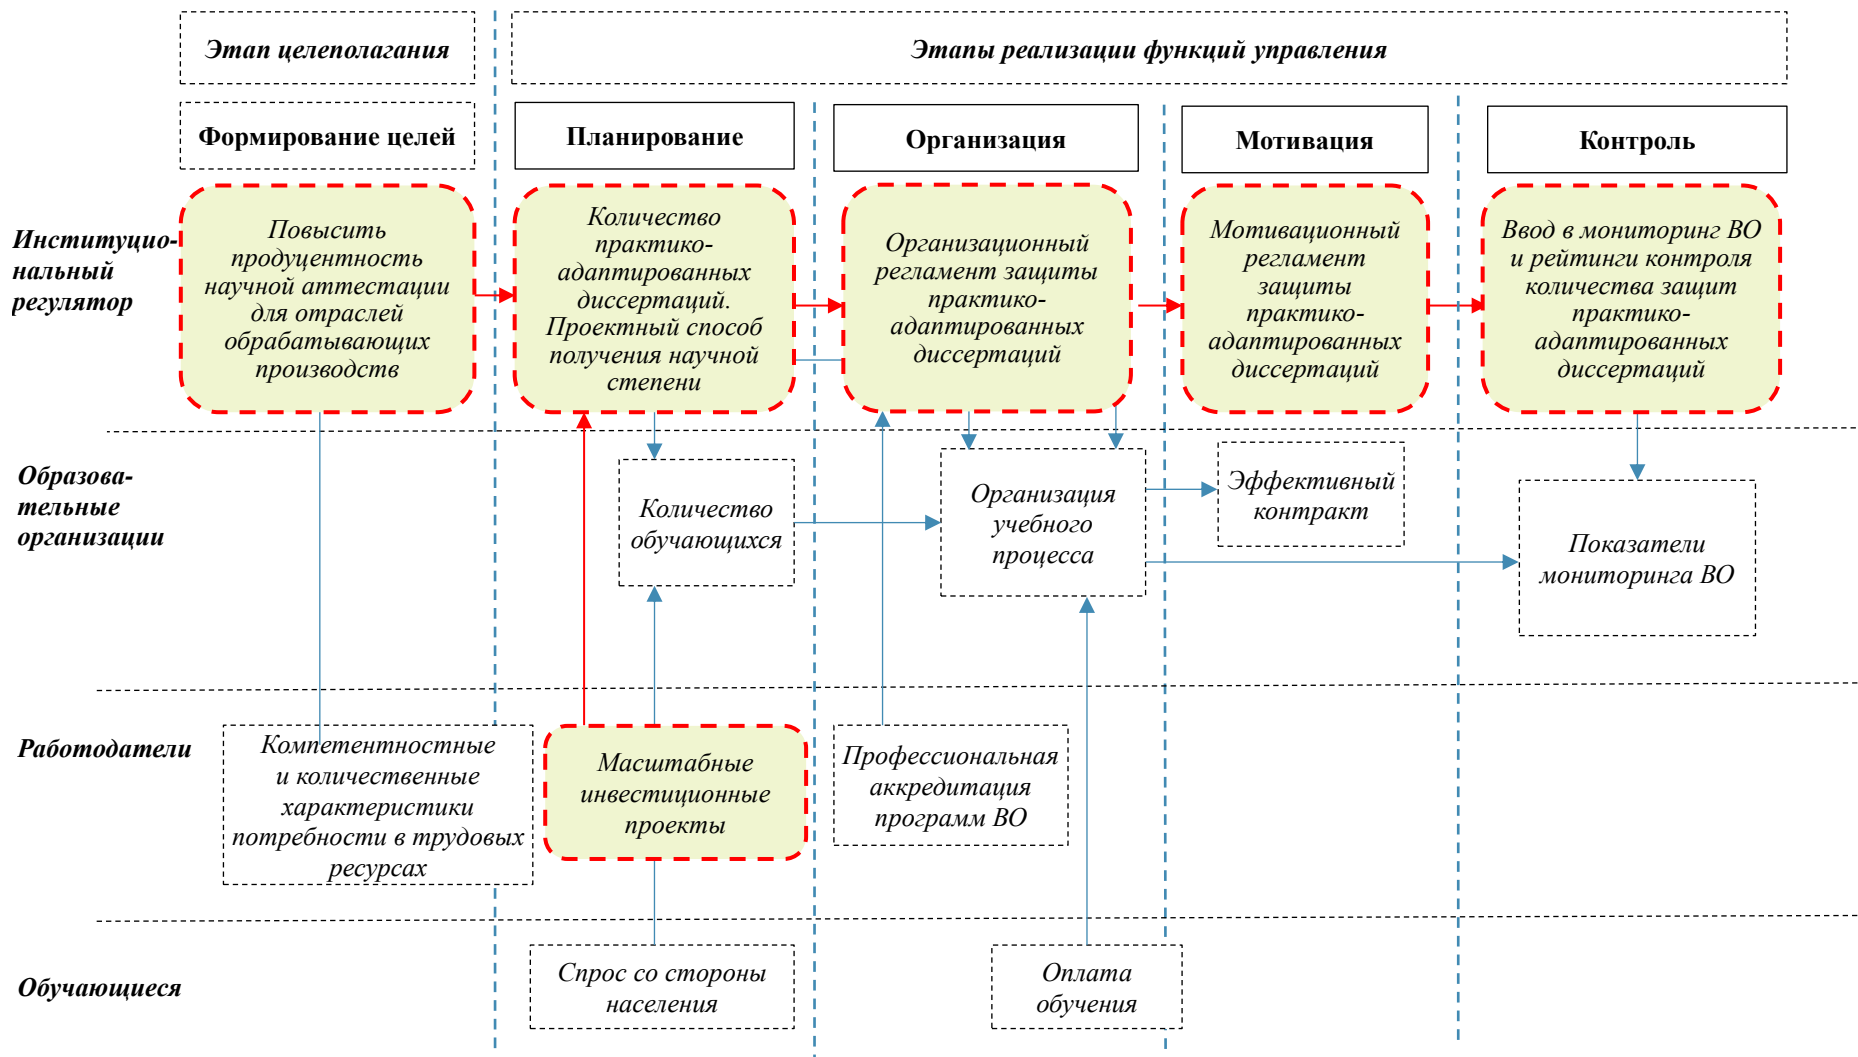 Этап целеполагания
Этапы реализации функций управления
Формирование целей
Планирование
Организация
Мотивация
Контроль
Институцио-
нальный
регулятор
Повысить
продуцентность
научной аттестации
для отраслей
обрабатывающих
производств
Количество
практико-
адаптированных
диссертаций.
Проектный способ
получения научной
степени
Организационный
регламент защиты
практико-
адаптированных
диссертаций
Мотивационный
регламент
защиты
практико-
адаптированных
диссертаций
Ввод в мониторинг ВО
и рейтинги контроля
количества защит
практико-
адаптированных
диссертаций
Образова-
тельные
организации
Количество
обучающихся
Организация
учебного
процесса
Эффективный
контракт
Показатели
мониторинга ВО
Работодатели
Компетентностные
и количественные
характеристики
потребности в трудовых
ресурсах
Масштабные
инвестиционные
проекты
Профессиональная
аккредитация
программ ВО
Обучающиеся
Спрос со стороны
населения
Оплата
обучения